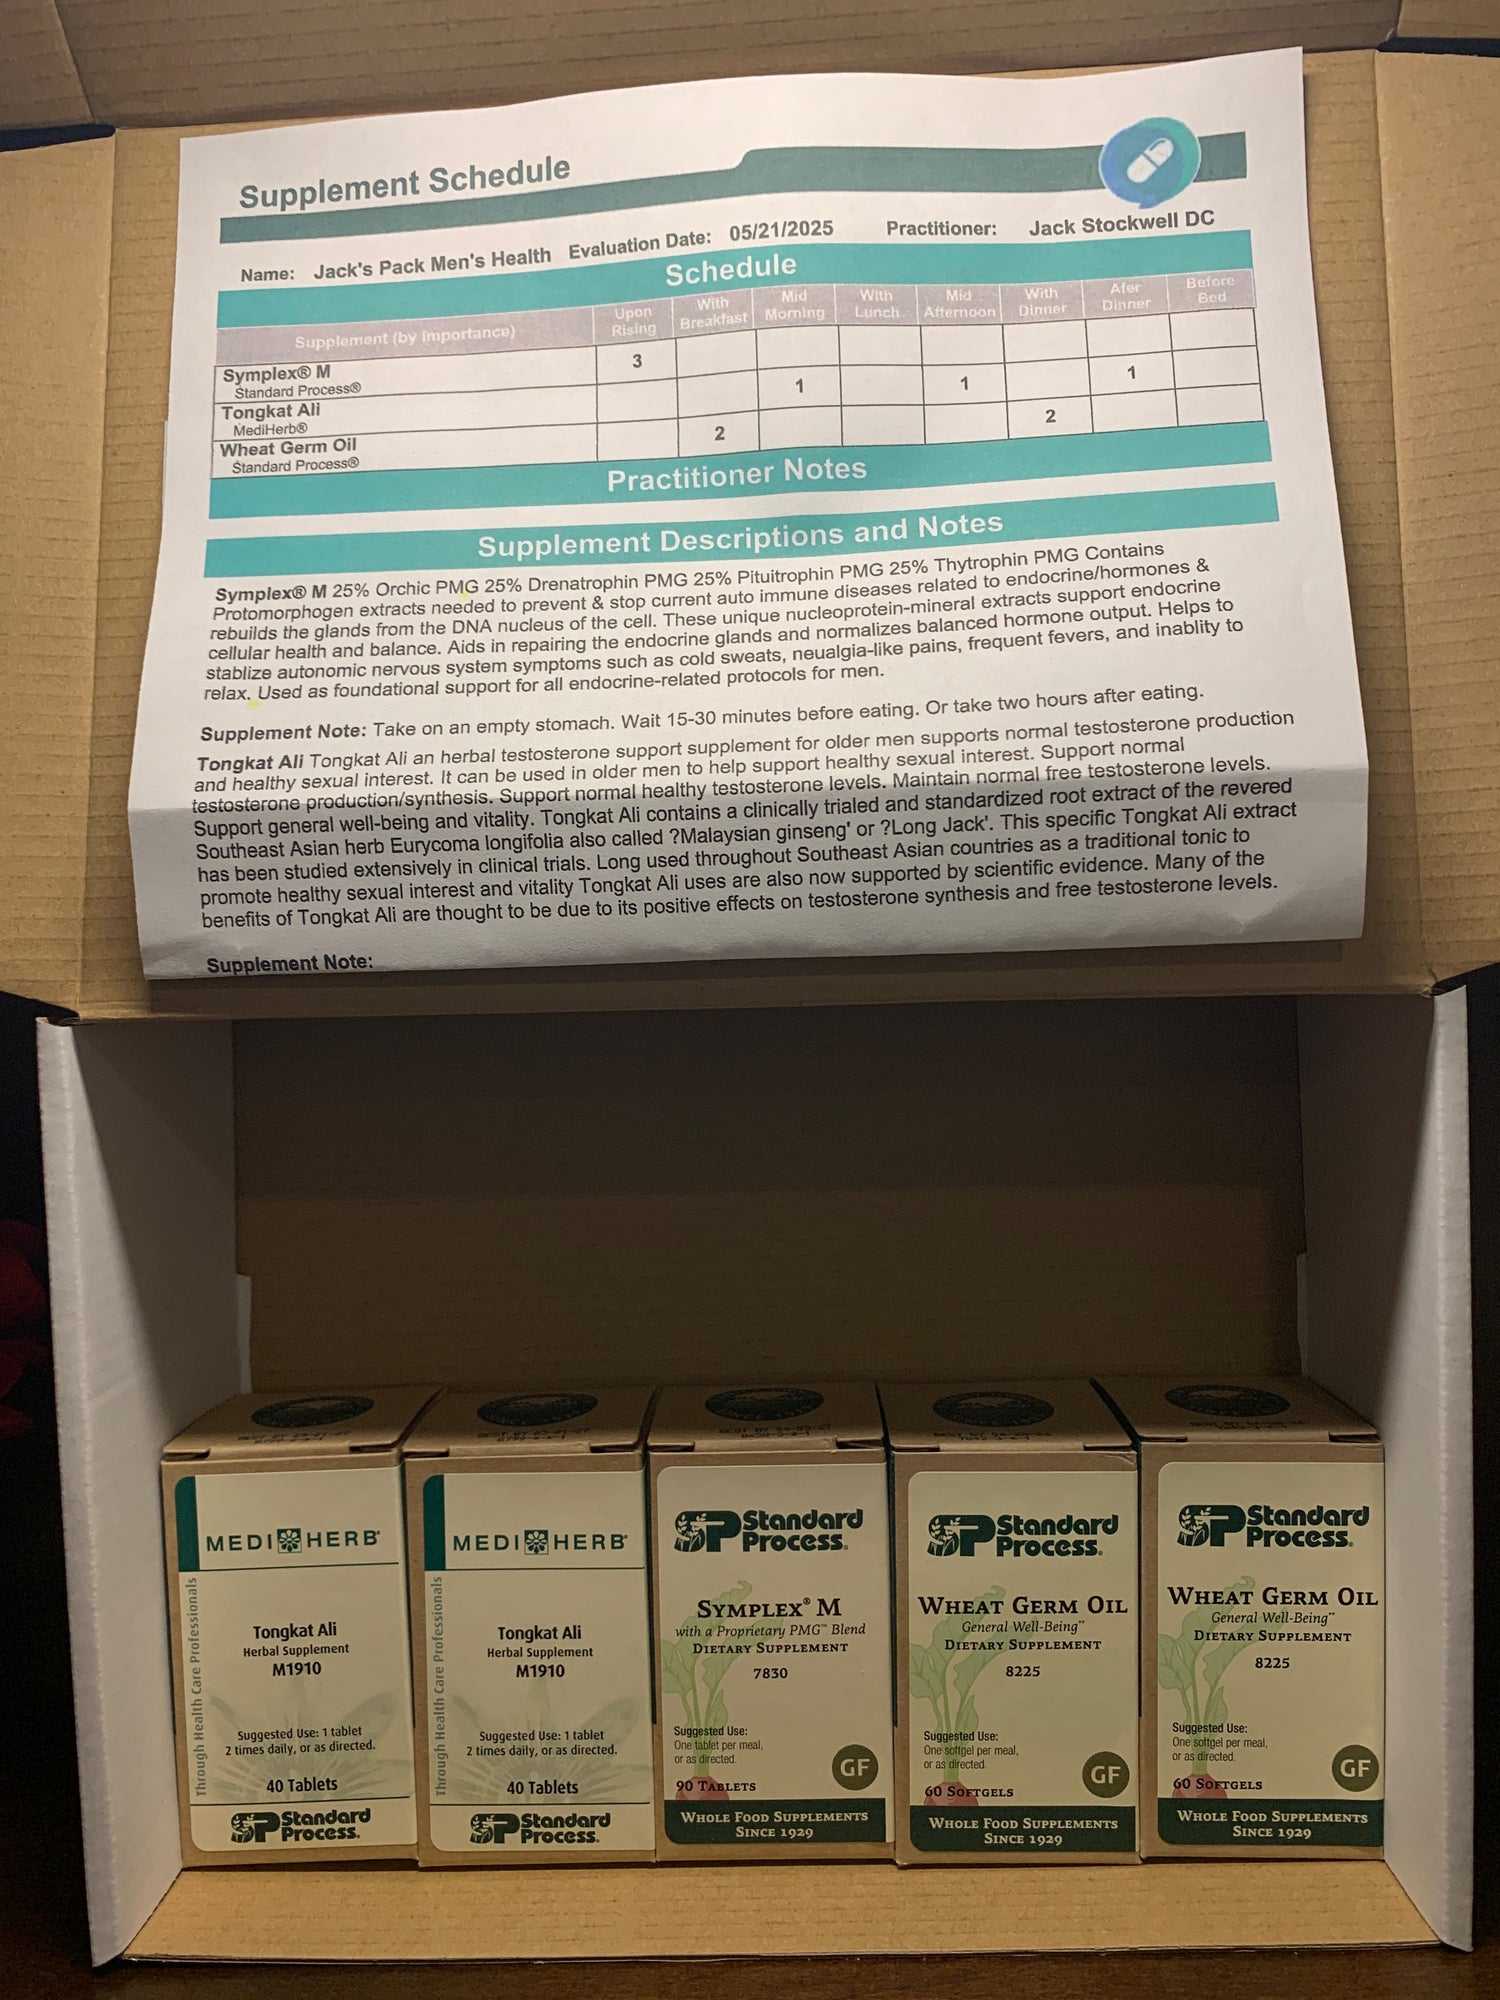 Supplement Schedule
Name: Jack's Pack Men's Health Evaluation Date: 05/21/2025 Practitioner: Jack Stockwell DC
Schedule
Supplement (by Importance) Upon Rising With Breakfast Mid Morning With Lunch Mid Afternoon With Dinner Afer Dinner Before Bed
Symplex® M 3
Standard Process®
Tongkat Ali 1 1 1
MediHerb®
Wheat Germ Oil 2 2
Standard Process®
Practitioner Notes
Supplement Descriptions and Notes
Symplex® M 25% Orchic PMG 25% Drenatrophin PMG 25% Pituitrophin PMG 25% Thytrophin PMG Contains
Protomorphogen extracts needed to prevent & stop current auto immune diseases related to endocrine/hormones &
rebuilds the glands from the DNA nucleus of the cell. These unique nucleoprotein-mineral extracts support endocrine
cellular health and balance. Aids in repairing the endocrine glands and normalizes balanced hormone output. Helps to
stablize autonomic nervous system symptoms such as cold sweats, neualgia-like pains, frequent fevers, and inablity to
relax. Used as foundational support for all endocrine-related protocols for men.
Supplement Note: Take on an empty stomach. Wait 15-30 minutes before eating. Or take two hours after eating.
Tongkat Ali Tongkat Ali an herbal testosterone support supplement for older men supports normal testosterone production
and healthy sexual interest. It can be used in older men to help support healthy sexual interest. Support normal
testosterone production/synthesis. Support normal healthy testosterone levels. Maintain normal free testosterone levels.
Support general well-being and vitality. Tongkat Ali contains a clinically trialed and standardized root extract of the revered
Southeast Asian herb Eurycoma longifolia also called ?Malaysian ginseng' or ?Long Jack'. This specific Tongkat Ali extract
has been studied extensively in clinical trials. Long used throughout Southeast Asian countries as a traditional tonic to
promote healthy sexual interest and vitality Tongkat Ali uses are also now supported by scientific evidence. Many of the
benefits of Tongkat Ali are thought to be due to its positive effects on testosterone synthesis and free testosterone levels.
Supplement Note:
MEDI HERB®
Through Health Care Professionals
Tongkat Ali
Herbal Supplement
M1910
Suggested Use: 1 tablet
2 times daily, or as directed.
40 Tablets
SP Standard
Process®
MEDI HERB®
Through Health Care Professionals
Tongkat Ali
Herbal Supplement
M1910
Suggested Use: 1 tablet
2 times daily, or as directed.
40 Tablets
SP Standard
Process®
BEST BY
SP Standard
Process®
Symplex® M
with a Proprietary PMG™ Blend
Dietary Supplement
7830
Suggested Use:
One tablet per meal,
or as directed.
GF
90 Tablets
Whole Food Supplements
Since 1929
SP Standard
Process®
Wheat Germ Oil
General Well-Being**
Dietary Supplement
8225
Suggested Use:
One softgel per meal,
or as directed.
GF
60 Softgels
Whole Food Supplements
Since 1929
SP Standard
Process®
Wheat Germ Oil
General Well-Being**
Dietary Supplement
8225
Suggested Use:
One softgel per meal,
or as directed.
GF
60 Softgels
Whole Food Supplements
Since 1929